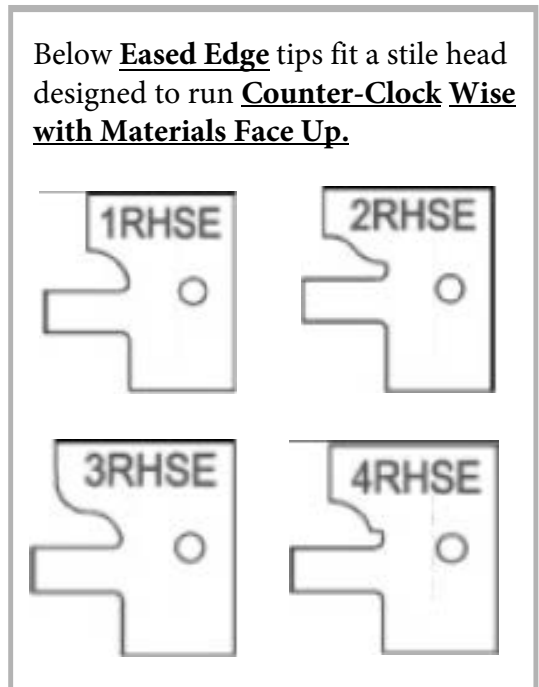 Below Eased Edge tips fit a stile head
designed to run Counter-Clock Wise
with Materials Face Up.
1RHSE
2RHSE
3RHSE
4RHSE